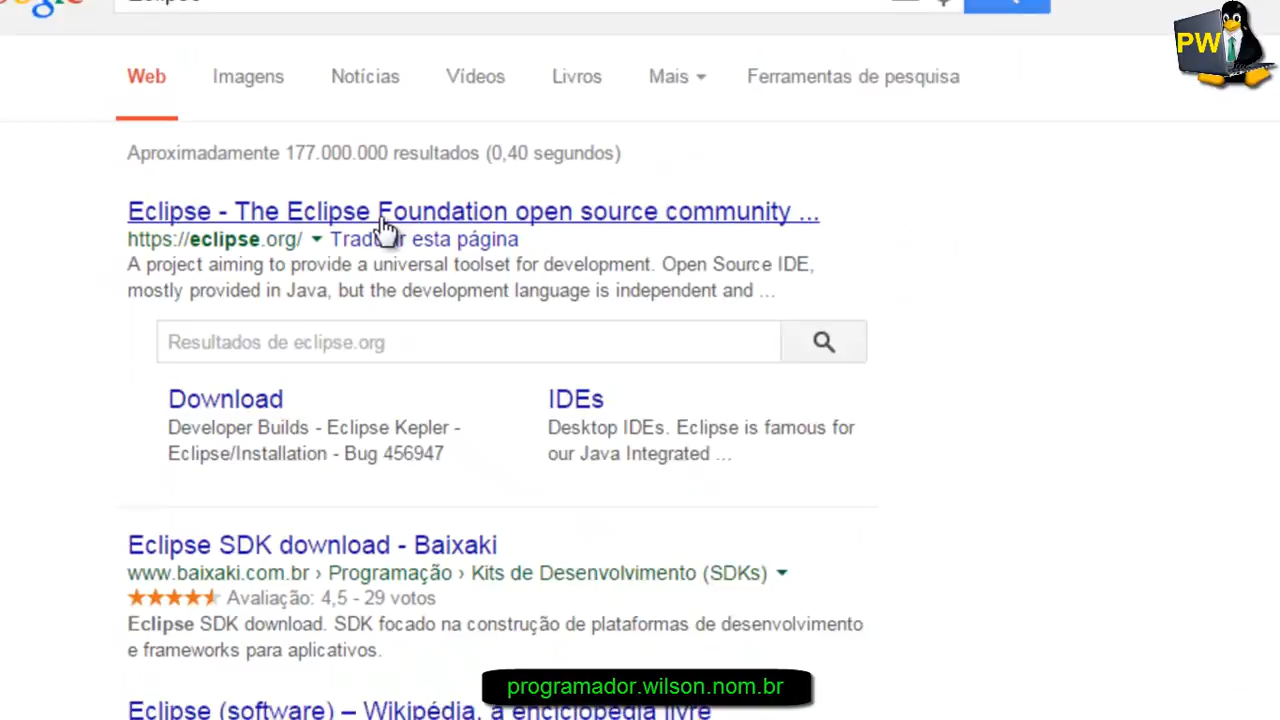 Eclipse
PW
Web Imagens Notícias Vídeos Livros Mais Ferramentas de pesquisa
Aproximadamente 177.000.000 resultados (0,40 segundos)
Eclipse - The Eclipse Foundation open source community ...
https://eclipse.org/ esta página
A project aiming to provide a universal toolset for development. Open Source IDE,
mostly provided in Java, but the development language is independent and ...
Resultados de eclipse.org
Download
Developer Builds - Eclipse Kepler -
Eclipse/Installation - Bug 456947
IDEs
Desktop IDEs. Eclipse is famous for
our Java Integrated ...
Eclipse SDK download - Baixaki
www.baixaki.com.br › Programação › Kits de Desenvolvimento (SDKs)
Avaliação: 4,5 - 29 votos
Eclipse SDK download. SDK focado na construção de plataformas de desenvolvimento
e frameworks para aplicativos.
programador.wilson.nom.br
Eclipse (software) – Wikipédia, a enciclopédia livre